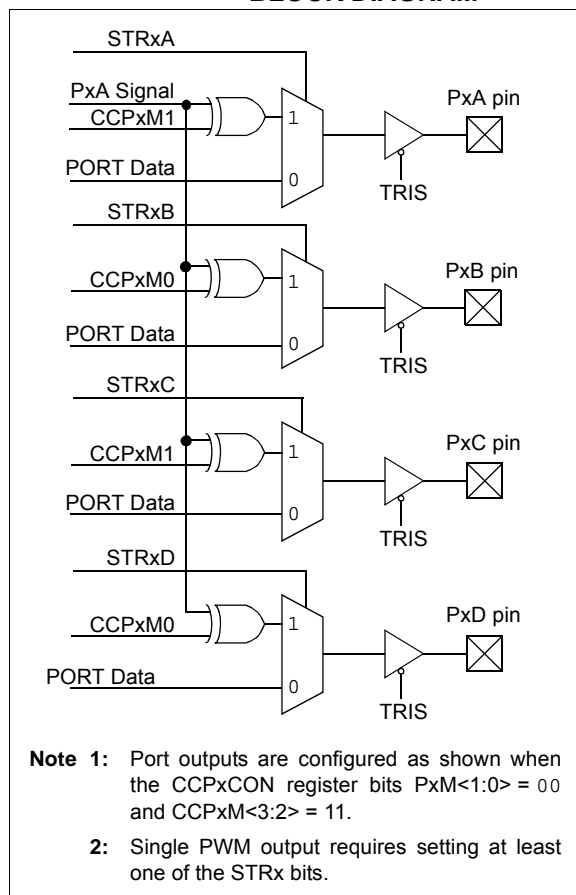 STRxA
PxA Signal
CCPxM1
1
PxA pin
PORT Data
0
TRIS
STRxB
CCPxM0
1
PxB pin
PORT Data
0
TRIS
STRxC
CCPxM1
1
PxC pin
PORT Data
0
TRIS
STRxD
CCPxM0
1
PxD pin
PORT Data
0
TRIS
Note 1: Port outputs are configured as shown when
the CCPxCON register bits PxM<1:0> = 00
and CCPxM<3:2> = 11.
2: Single PWM output requires setting at least
one of the STRx bits.